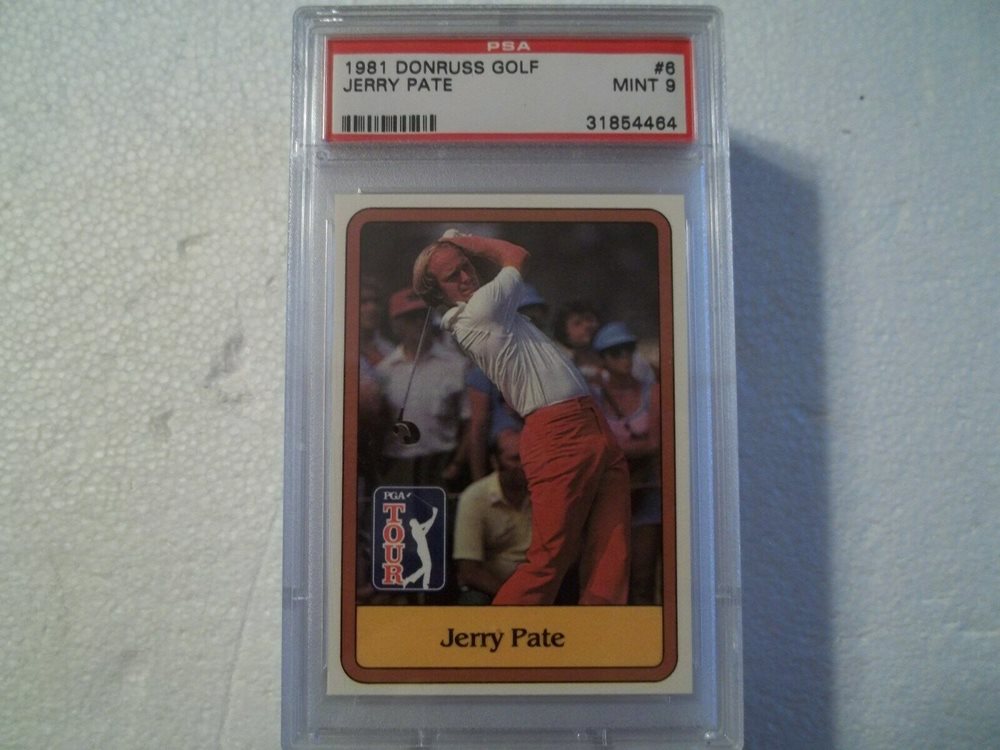 PSA
1981 DONRUSS GOLF #6
JERRY PATE MINT 9
31854464
PGA
TOUR
Jerry Pate